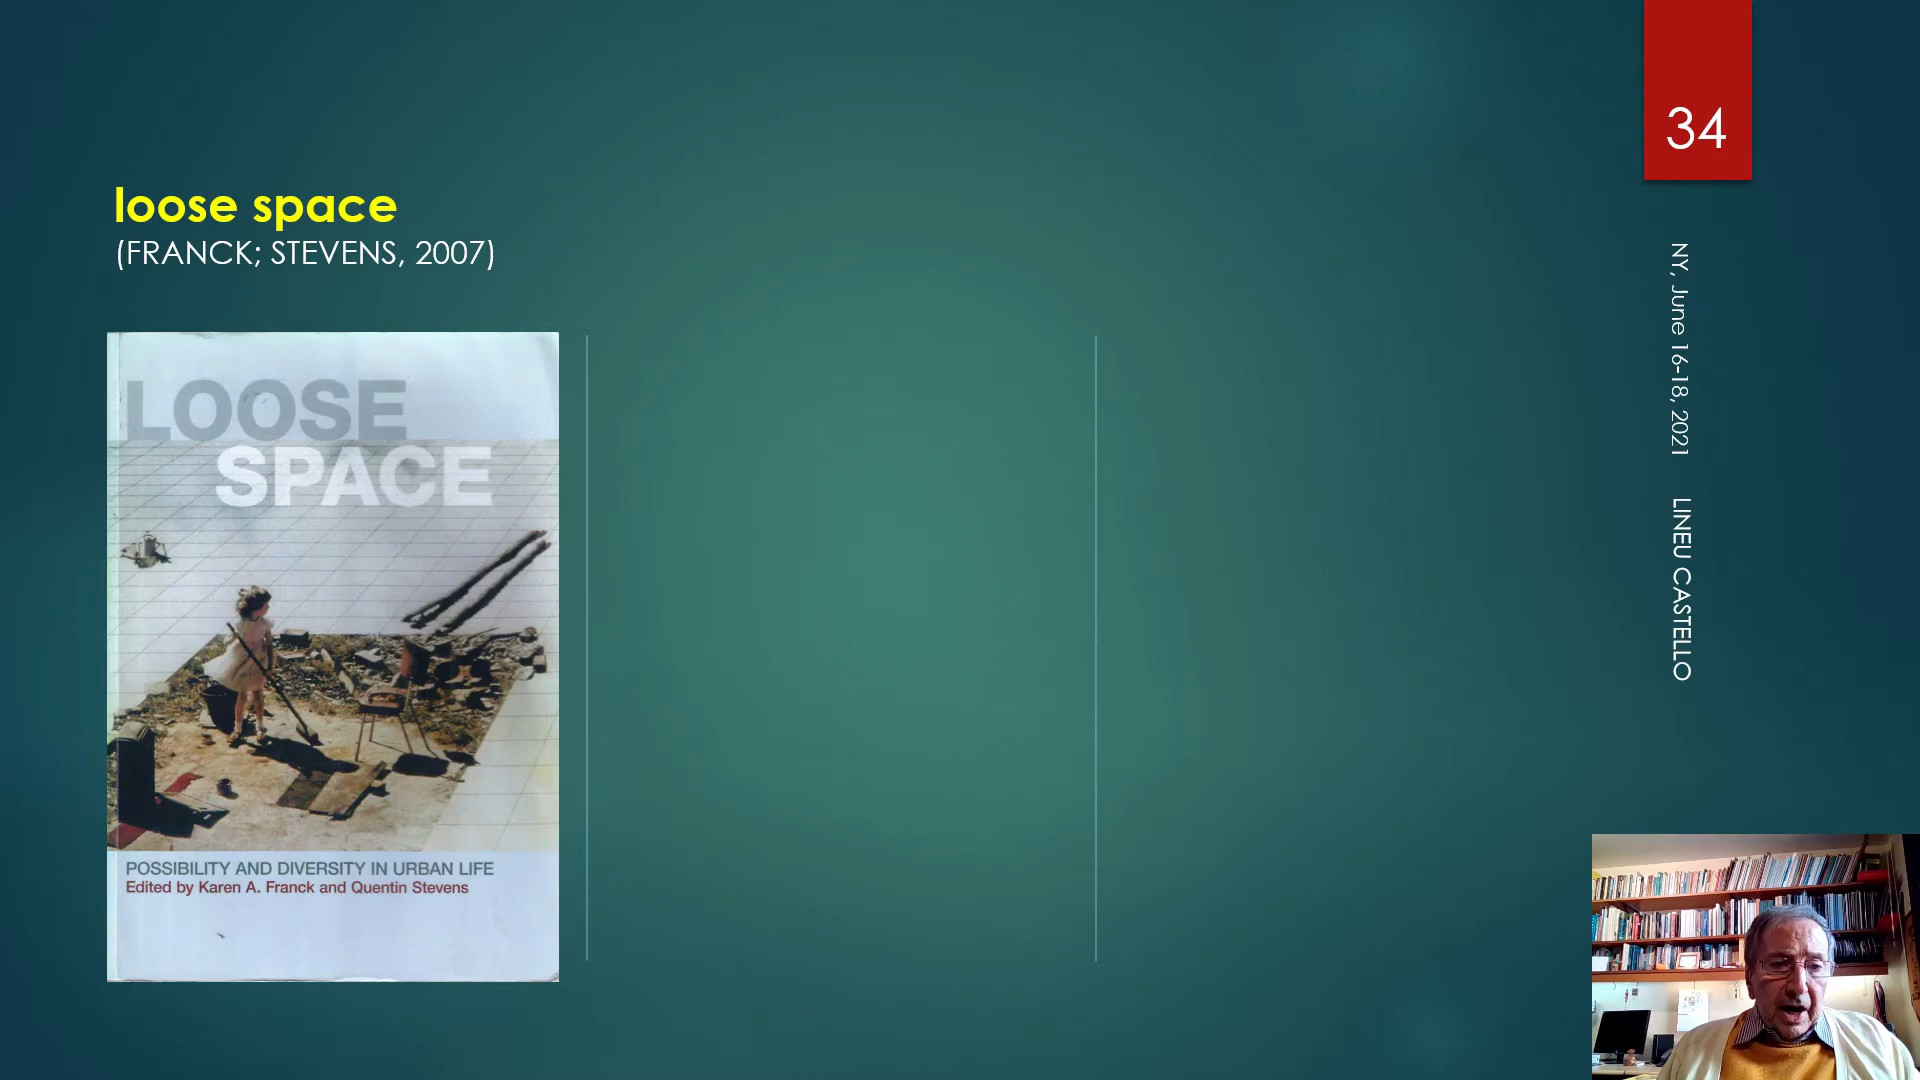 34
loose space
(FRANCK; STEVENS, 2007)
LOOSE
SPACE
POSSIBILITY AND DIVERSITY IN URBAN LIFE
Edited by Karen A. Franck and Quentin Stevens
NY, June 16-18, 2021
LINEU CASTELLO